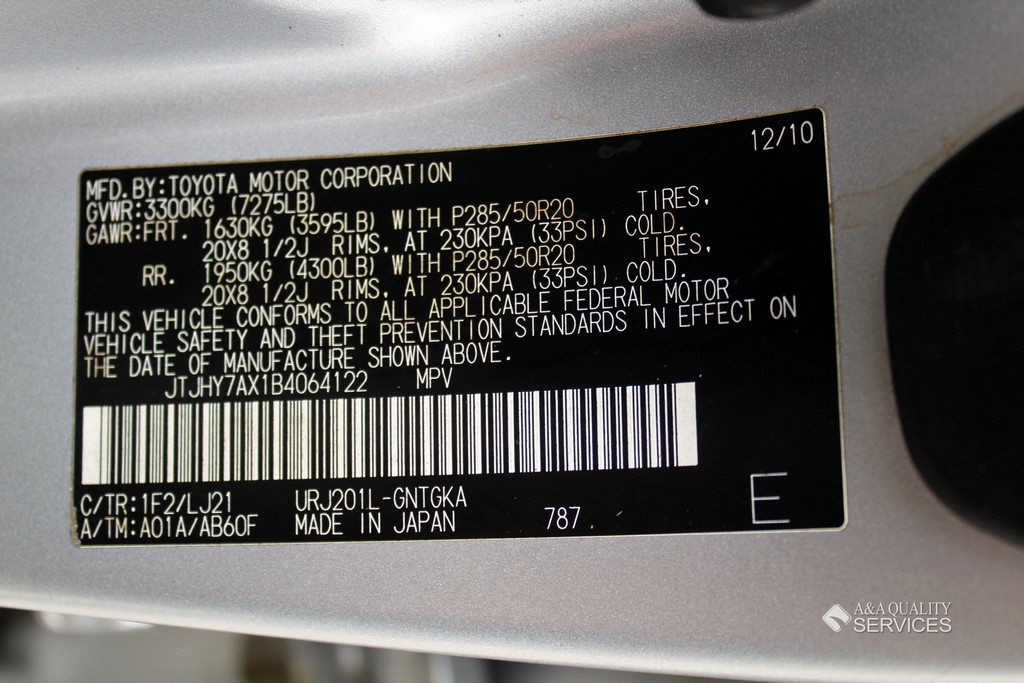 12/10
MFD. BY: TOYOTA MOTOR CORPORATION
GVWR: 3300KG (7275LB)
GAWR: FRT. 1630KG (3595LB) WITH P285/50R20 TIRES,
20X8 1/2J RIMS, AT 230KPA (33PSI) COLD.
RR. 1950KG (4300LB) WITH P285/50R20 TIRES,
20X8 1/2J RIMS, AT 230KPA (33PSI) COLD.
THIS VEHICLE CONFORMS TO ALL APPLICABLE FEDERAL MOTOR
VEHICLE SAFETY AND THEFT PREVENTION STANDARDS IN EFFECT ON
THE DATE OF MANUFACTURE SHOWN ABOVE.
JTJHY7AX1B4064122 MPV
C/TR: 1F2/LJ21 URJ201L-GNTGKA
A/TM: A01A/AB60F MADE IN JAPAN 787 E
A&A QUALITY
SERVICES